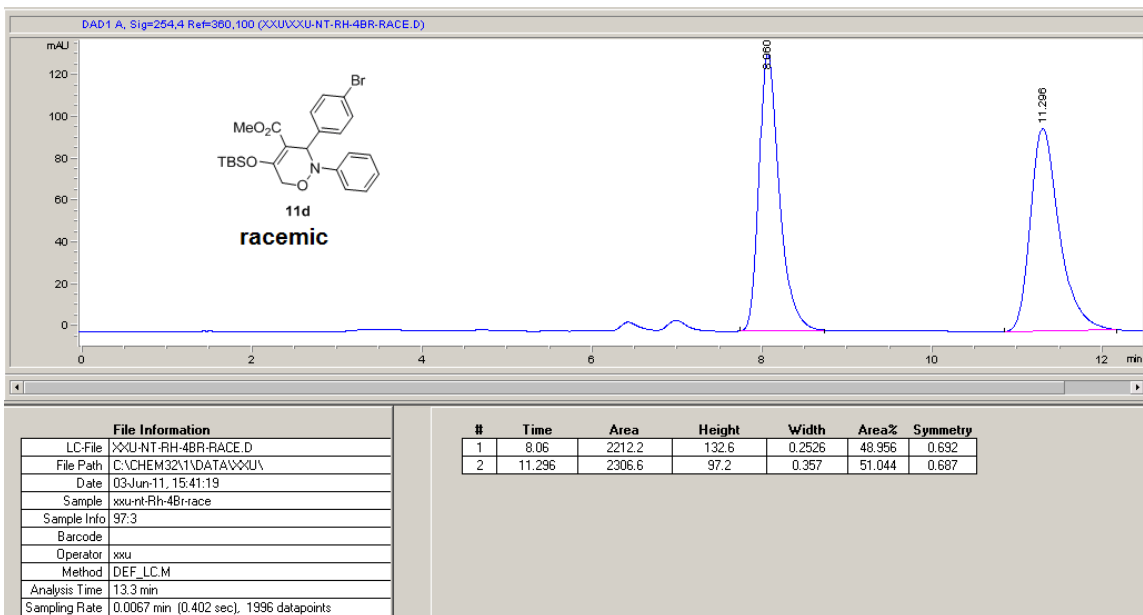 DAD1 A, Sig=254,4 Ref=360,100 (XXU\XXU-NT-RH-4BR-RACE.D)
mAU
120
100
80
60
40
20
0
8.060
11.296
Br
MeO2C
TBSO
N
O
11d
racemic
0 2 4 6 8 10 12 min
File Information
LC-File XXU-NT-RH-4BR-RACE.D
File Path C:\CHEM32\1\DATA\XXU\
Date 03-Jun-11, 15:41:19
Sample xxu-nt-Rh-4Br-race
Sample Info 97:3
Barcode
Operator xxu
Method DEF_LC.M
Analysis Time 13.3 min
Sampling Rate 0.0067 min (0.402 sec), 1996 datapoints
# Time Area Height Width Area% Symmetry
1 8.06 2212.2 132.6 0.2526 48.956 0.692
2 11.296 2306.6 97.2 0.357 51.044 0.687